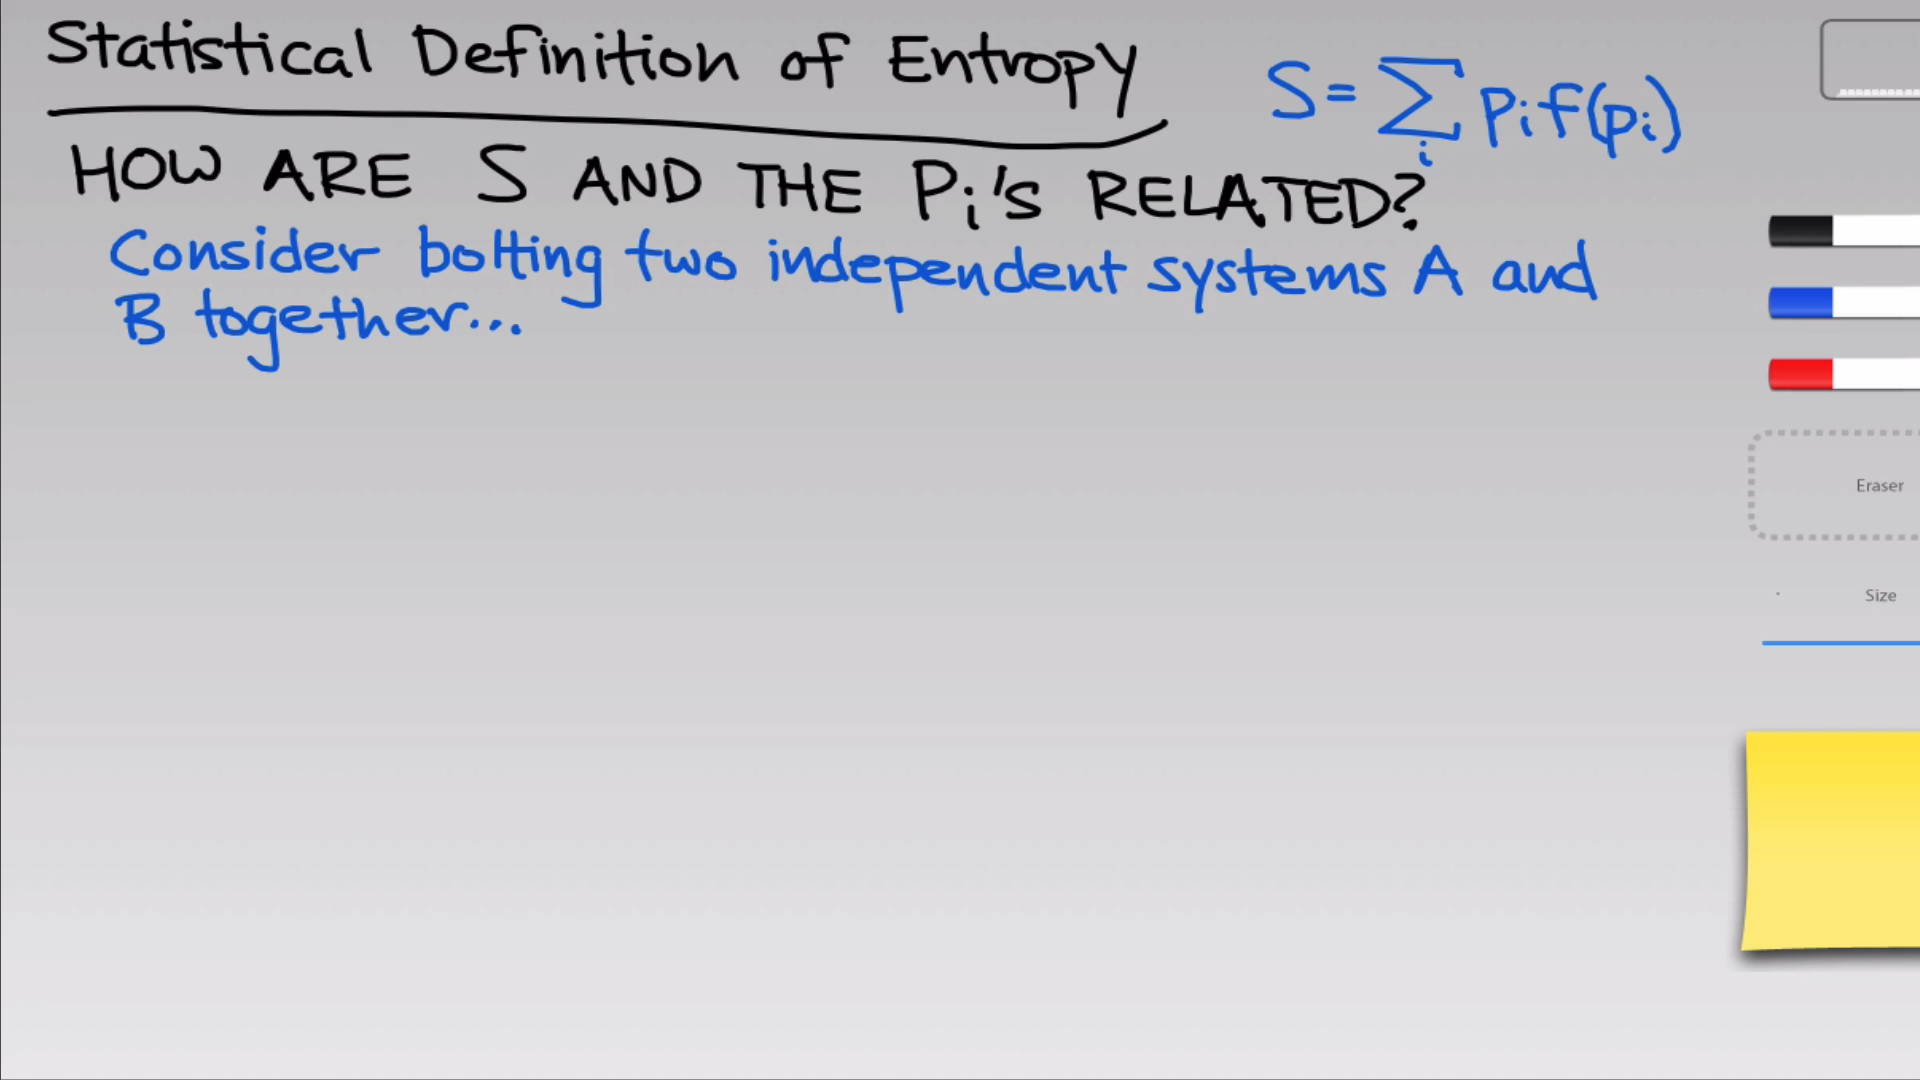 Statistical Definition of Entropy
S = ∑ᵢ pᵢ f(pᵢ)
HOW ARE S AND THE Pᵢ's RELATED?
Consider bolting two independent systems A and
B together...
Eraser
Size